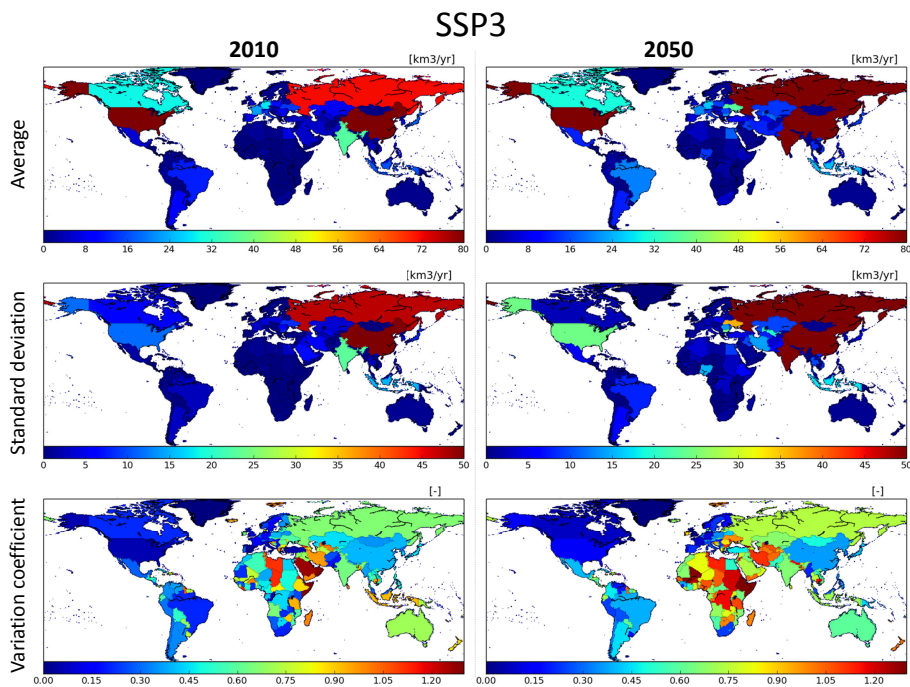 SSP3
2010
2050
[km3/yr]
[km3/yr]
Average
0 8 16 24 32 40 48 56 64 72 80
0 8 16 24 32 40 48 56 64 72 80
[km3/yr]
[km3/yr]
Standard deviation
0 5 10 15 20 25 30 35 40 45 50
0 5 10 15 20 25 30 35 40 45 50
[-]
[-]
Variation coefficient
0.00 0.15 0.30 0.45 0.60 0.75 0.90 1.05 1.20
0.00 0.15 0.30 0.45 0.60 0.75 0.90 1.05 1.20